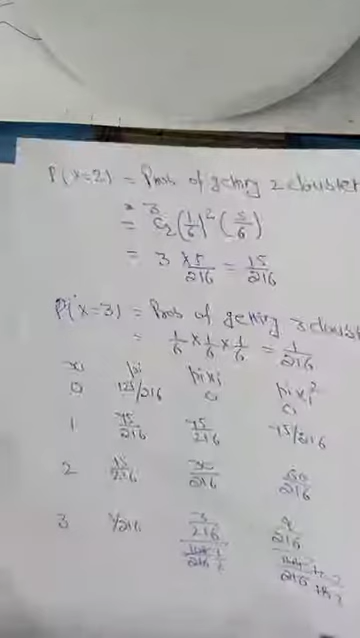 P(X=2) = Prob of getting 2 doublet
= 3C2 (1/6)^2 (5/6)
= 3 × 5/216 = 15/216
P(X=3) = Prob of getting 3 doublet
= 1/6 × 1/6 × 1/6 = 1/216
xi pi pixi pixi^2
0 125/216 0 0
1 75/216 75/216 75/216
2 15/216 30/216 60/216
3 1/216 3/216 9/216